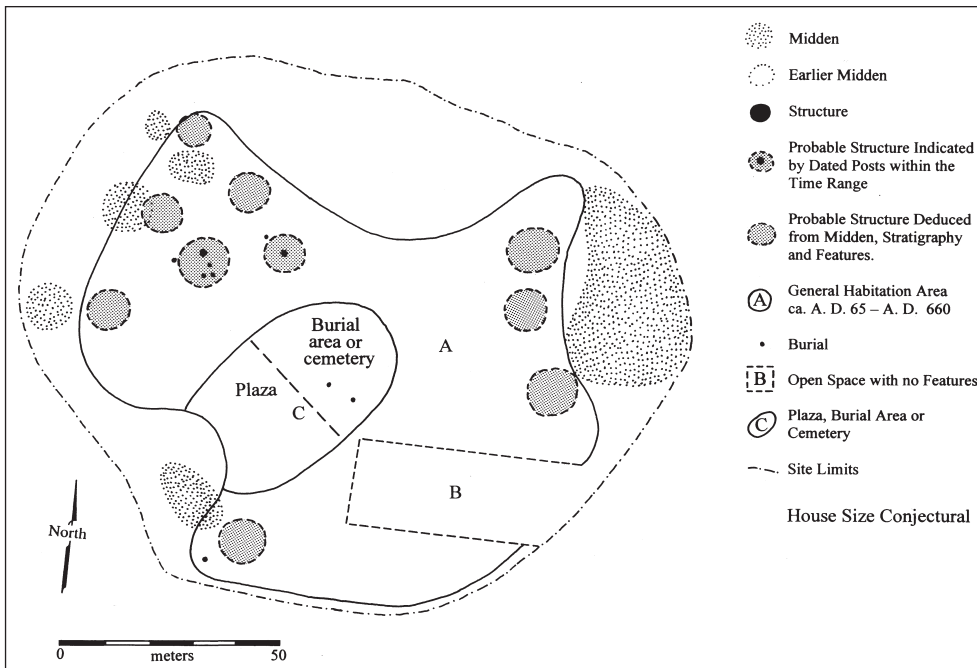 Midden
Earlier Midden
Structure
Probable Structure Indicated
by Dated Posts within the
Time Range
Probable Structure Deduced
from Midden, Stratigraphy
and Features.
A
General Habitation Area
ca. A. D. 65 – A. D. 660
Burial
B
Open Space with no Features
C
Plaza, Burial Area or
Cemetery
Site Limits
House Size Conjectural
Burial
area or
cemetery
A
Plaza
C
B
North
0 meters 50